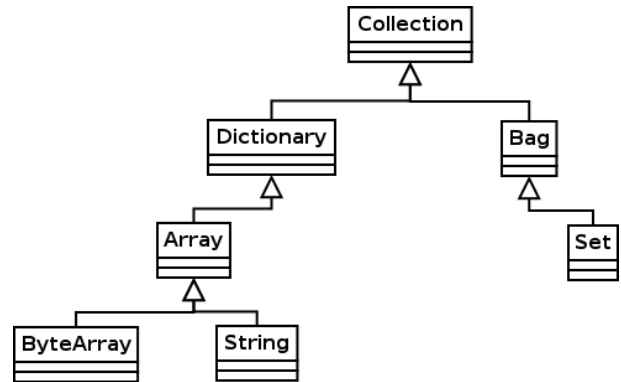 Collection
Dictionary
Bag
Array
Set
ByteArray
String